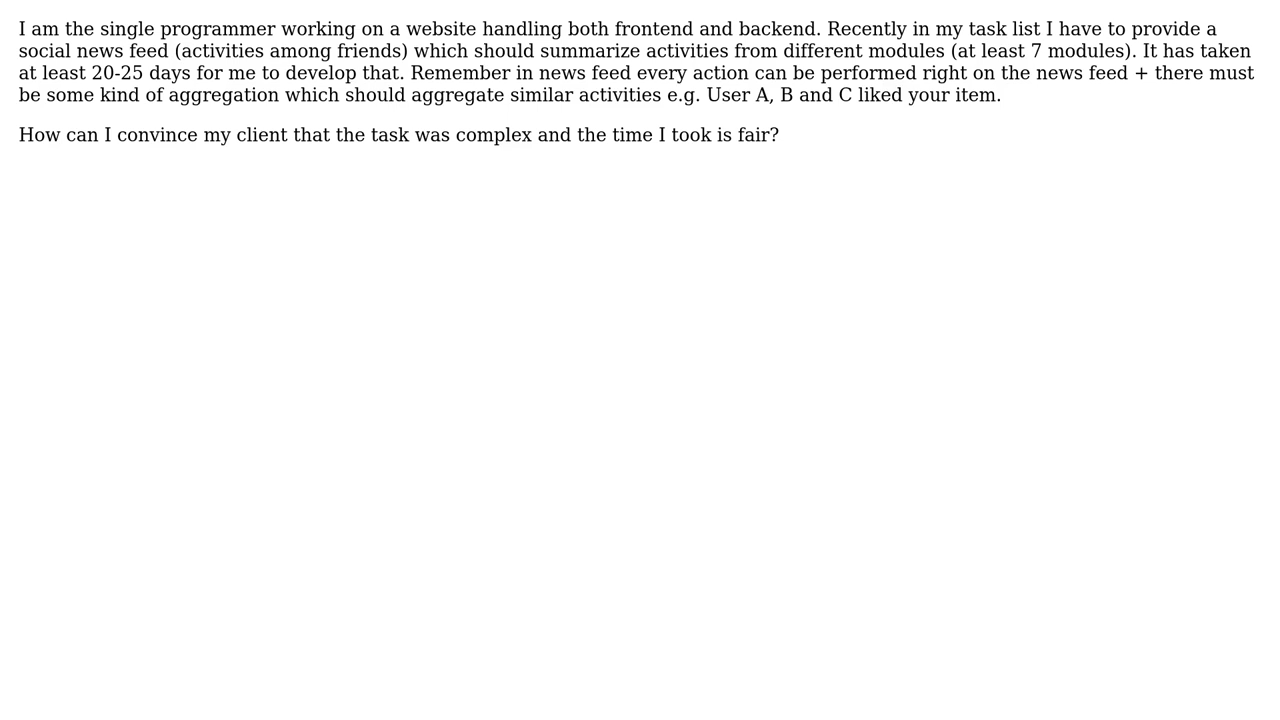 I am the single programmer working on a website handling both frontend and backend. Recently in my task list I have to provide a
social news feed (activities among friends) which should summarize activities from different modules (at least 7 modules). It has taken
at least 20-25 days for me to develop that. Remember in news feed every action can be performed right on the news feed + there must
be some kind of aggregation which should aggregate similar activities e.g. User A, B and C liked your item.
How can I convince my client that the task was complex and the time I took is fair?